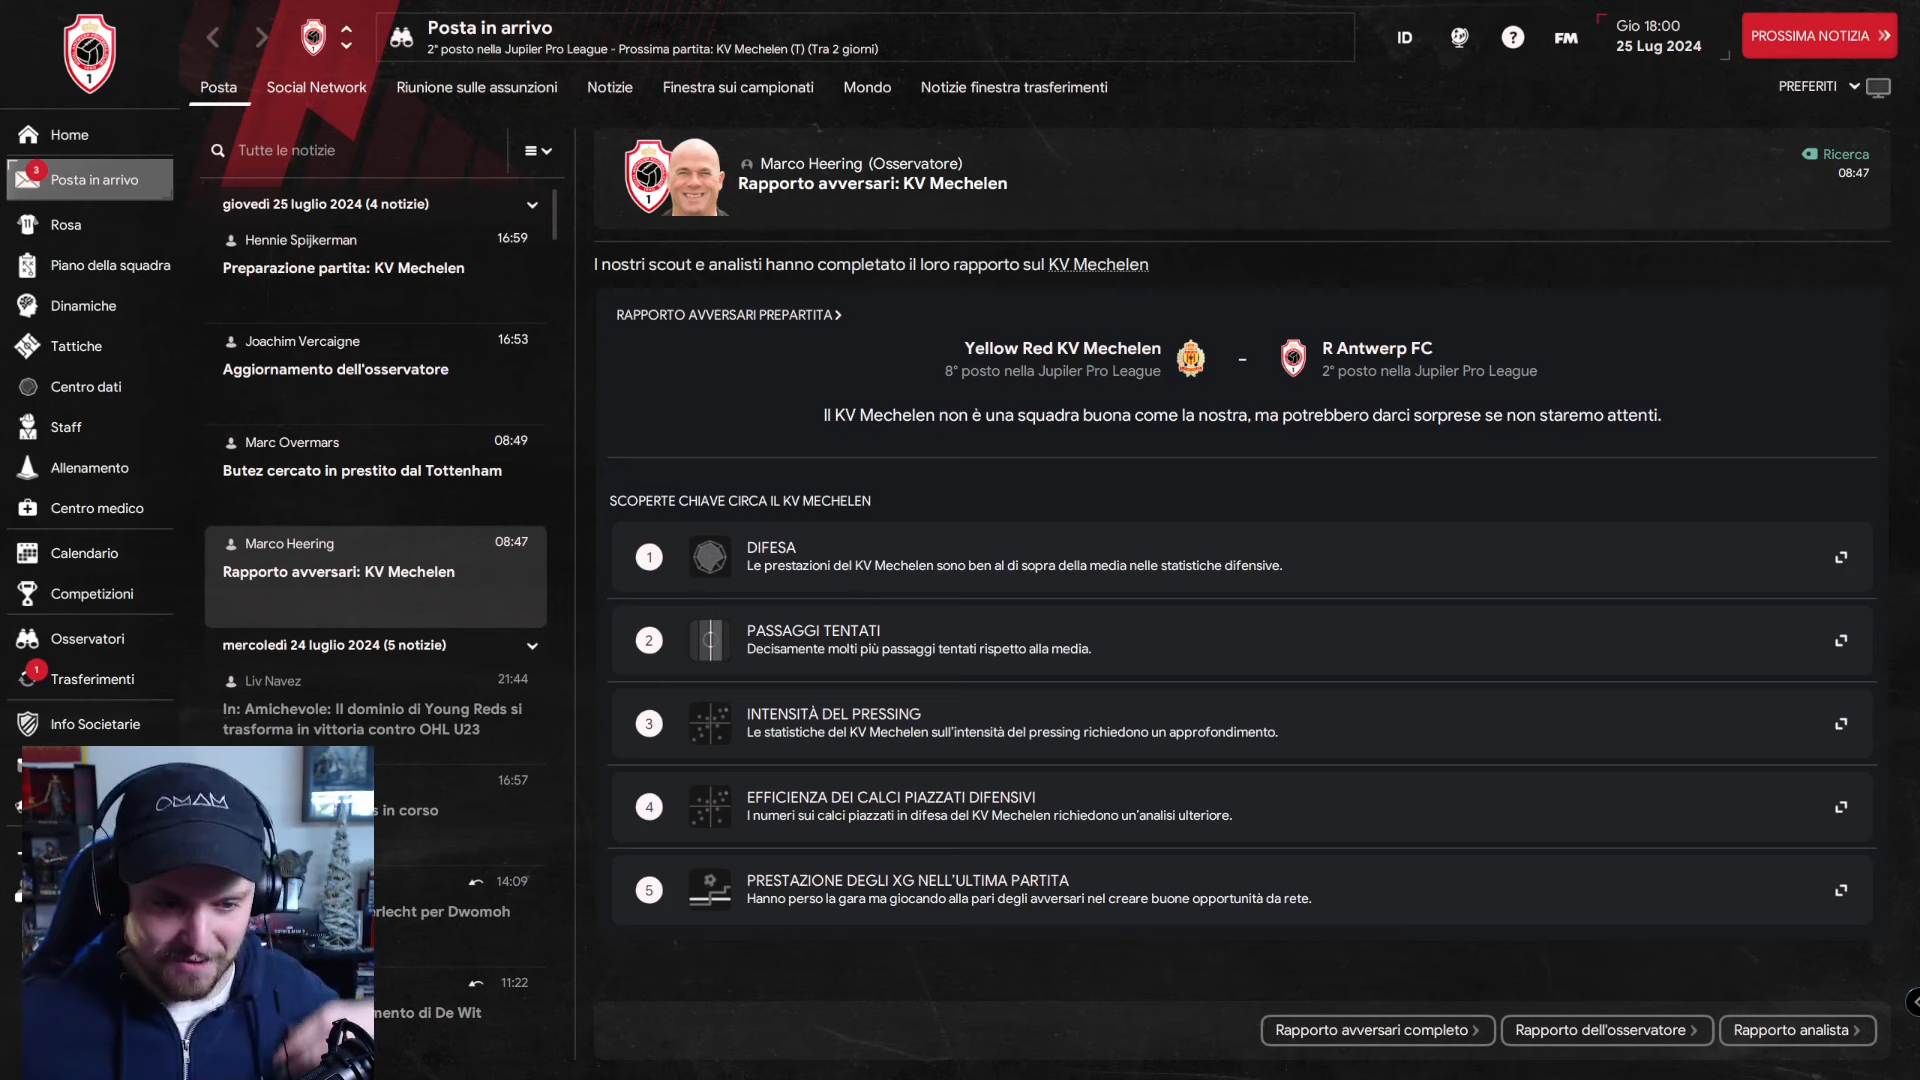 Posta in arrivo
2° posto nella Jupiler Pro League - Prossima partita: KV Mechelen (T) (Tra 2 giorni)
ID
?
FM
Gio 18:00
25 Lug 2024
PROSSIMA NOTIZIA
Posta
Social Network
Riunione sulle assunzioni
Notizie
Finestra sui campionati
Mondo
Notizie finestra trasferimenti
PREFERITI
Home
3
Posta in arrivo
Rosa
Piano della squadra
Dinamiche
Tattiche
Centro dati
Staff
Allenamento
Centro medico
Calendario
Competizioni
Osservatori
1
Trasferimenti
Info Societarie
Tutte le notizie
giovedì 25 luglio 2024 (4 notizie)
Hennie Spijkerman
16:59
Preparazione partita: KV Mechelen
Joachim Vercaigne
16:53
Aggiornamento dell'osservatore
Marc Overmars
08:49
Butez cercato in prestito dal Tottenham
Marco Heering
08:47
Rapporto avversari: KV Mechelen
mercoledì 24 luglio 2024 (5 notizie)
Liv Navez
21:44
In: Amichevole: Il dominio di Young Reds si
trasforma in vittoria contro OHL U23
16:57
s in corso
14:09
rlecht per Dwomoh
11:22
mento di De Wit
OMAM
Marco Heering (Osservatore)
Rapporto avversari: KV Mechelen
Ricerca
08:47
I nostri scout e analisti hanno completato il loro rapporto sul KV Mechelen
RAPPORTO AVVERSARI PREPARTITA
Yellow Red KV Mechelen
8° posto nella Jupiler Pro League
-
R Antwerp FC
2° posto nella Jupiler Pro League
Il KV Mechelen non è una squadra buona come la nostra, ma potrebbero darci sorprese se non staremo attenti.
SCOPERTE CHIAVE CIRCA IL KV MECHELEN
1
DIFESA
Le prestazioni del KV Mechelen sono ben al di sopra della media nelle statistiche difensive.
2
PASSAGGI TENTATI
Decisamente molti più passaggi tentati rispetto alla media.
3
INTENSITÀ DEL PRESSING
Le statistiche del KV Mechelen sull'intensità del pressing richiedono un approfondimento.
4
EFFICIENZA DEI CALCI PIAZZATI DIFENSIVI
I numeri sui calci piazzati in difesa del KV Mechelen richiedono un'analisi ulteriore.
5
PRESTAZIONE DEGLI XG NELL'ULTIMA PARTITA
Hanno perso la gara ma giocando alla pari degli avversari nel creare buone opportunità da rete.
Rapporto avversari completo
Rapporto dell'osservatore
Rapporto analista